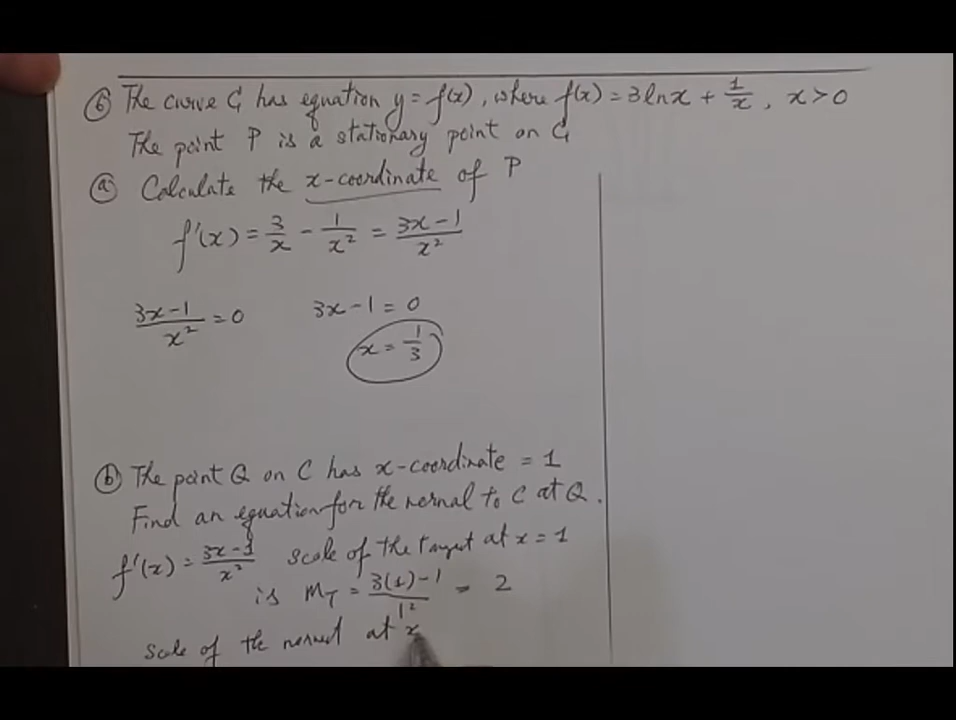 ⑥ The curve C has equation y = f(x), where f(x) = 3lnx + 1/x, x>0
The point P is a stationary point on C
ⓐ Calculate the x-coordinate of P
f'(x) = 3/x - 1/x² = (3x-1)/x²
(3x-1)/x² = 0 3x-1 = 0
x = 1/3
ⓑ The point Q on C has x-coordinate = 1
Find an equation for the normal to C at Q.
f'(x) = (3x-1)/x² scale of the tangent at x = 1
is m_T = (3(1)-1)/1² = 2
scale of the normal at x